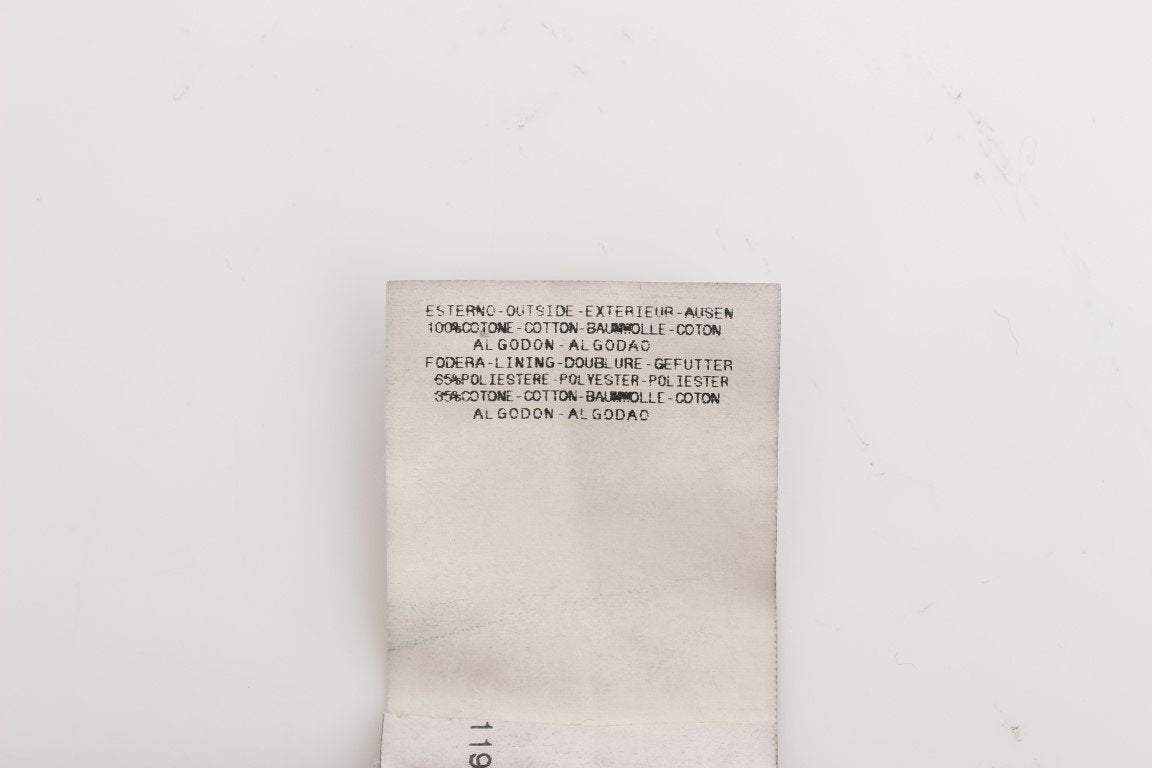 ESTERNO-OUTSIDE-EXTERIEUR-AUSEN
100%COTONE-COTTON-BAUMWOLLE-COTON
ALGODON-ALGODAO
FODERA-LINING-DOUBLURE-GEFUTTER
65%POLIESTERE-POLYESTER-POLIESTER
35%COTONE-COTTON-BAUMWOLLE-COTON
ALGODON-ALGODAO
119